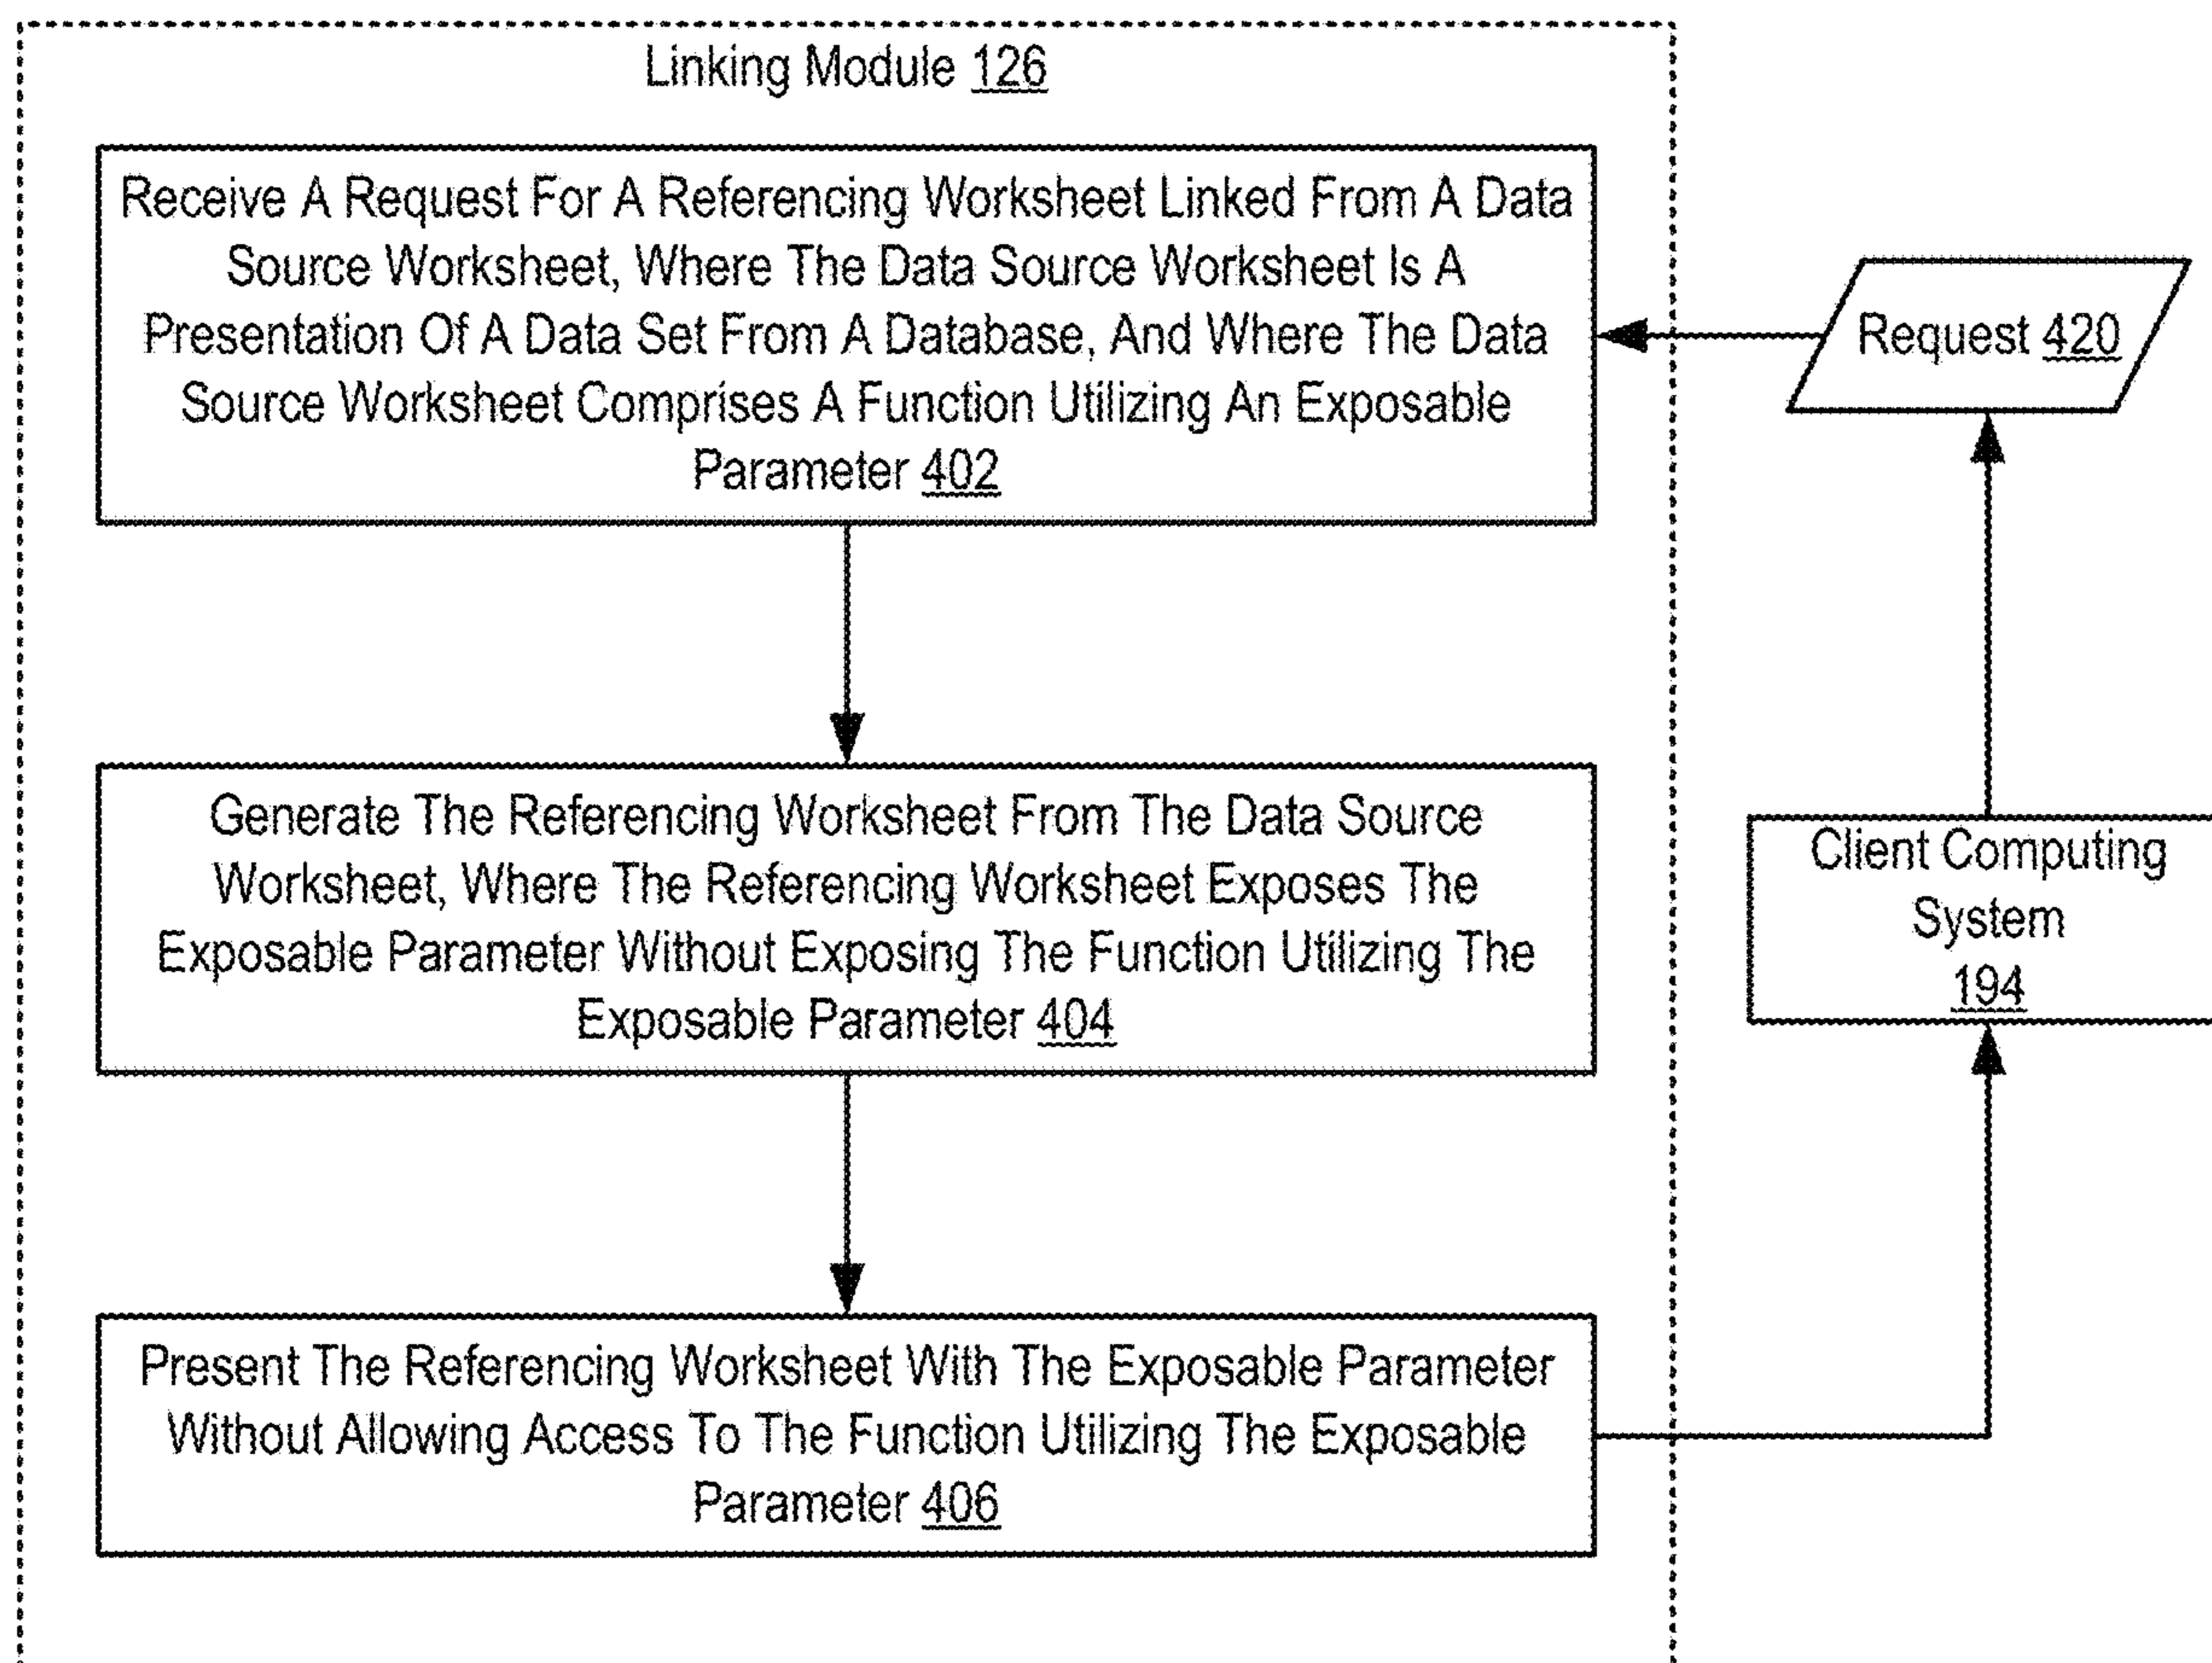 Linking Module 126
Receive A Request For A Referencing Worksheet Linked From A Data
Source Worksheet, Where The Data Source Worksheet Is A
Presentation Of A Data Set From A Database, And Where The Data
Source Worksheet Comprises A Function Utilizing An Exposable
Parameter 402
Request 420
Generate The Referencing Worksheet From The Data Source
Worksheet, Where The Referencing Worksheet Exposes The
Exposable Parameter Without Exposing The Function Utilizing The
Exposable Parameter 404
Client Computing
System
194
Present The Referencing Worksheet With The Exposable Parameter
Without Allowing Access To The Function Utilizing The Exposable
Parameter 406